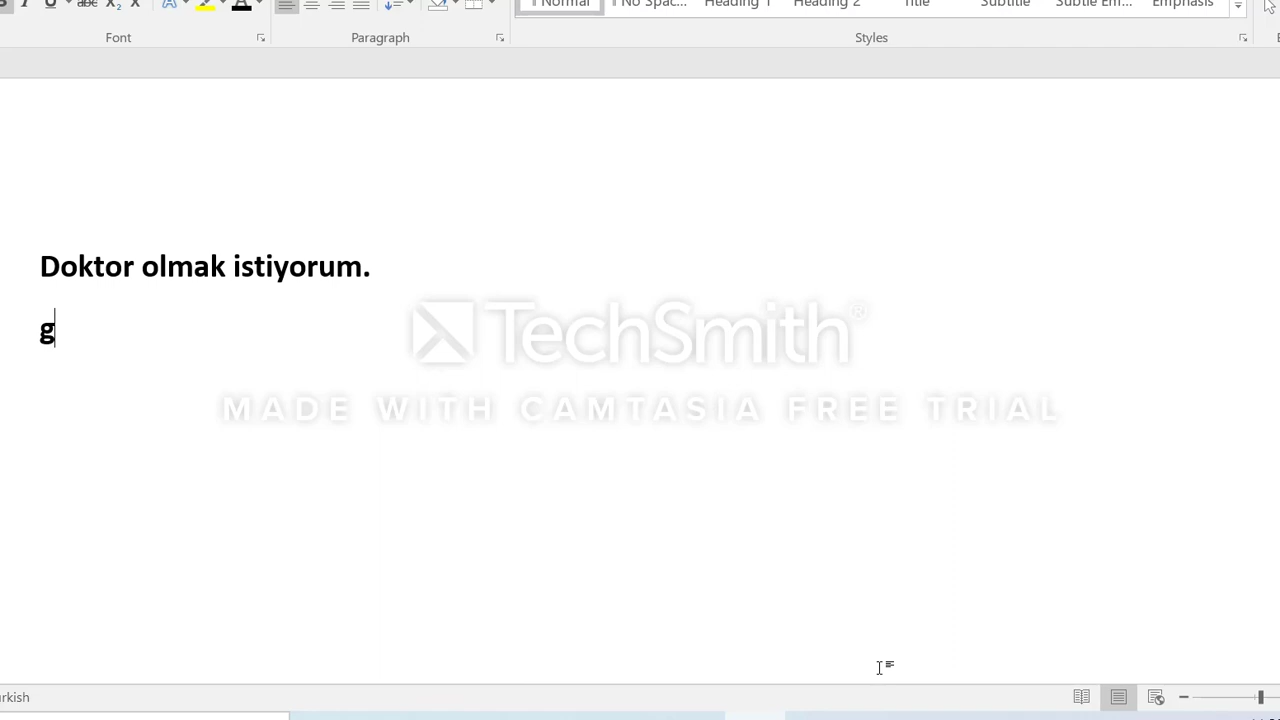 Font
Paragraph
Styles
Normal
No Spac...
Heading 1
Heading 2
Title
Subtitle
Subtle Em...
Emphasis
Doktor olmak istiyorum.
g
TechSmith®
MADE WITH CAMTASIA FREE TRIAL